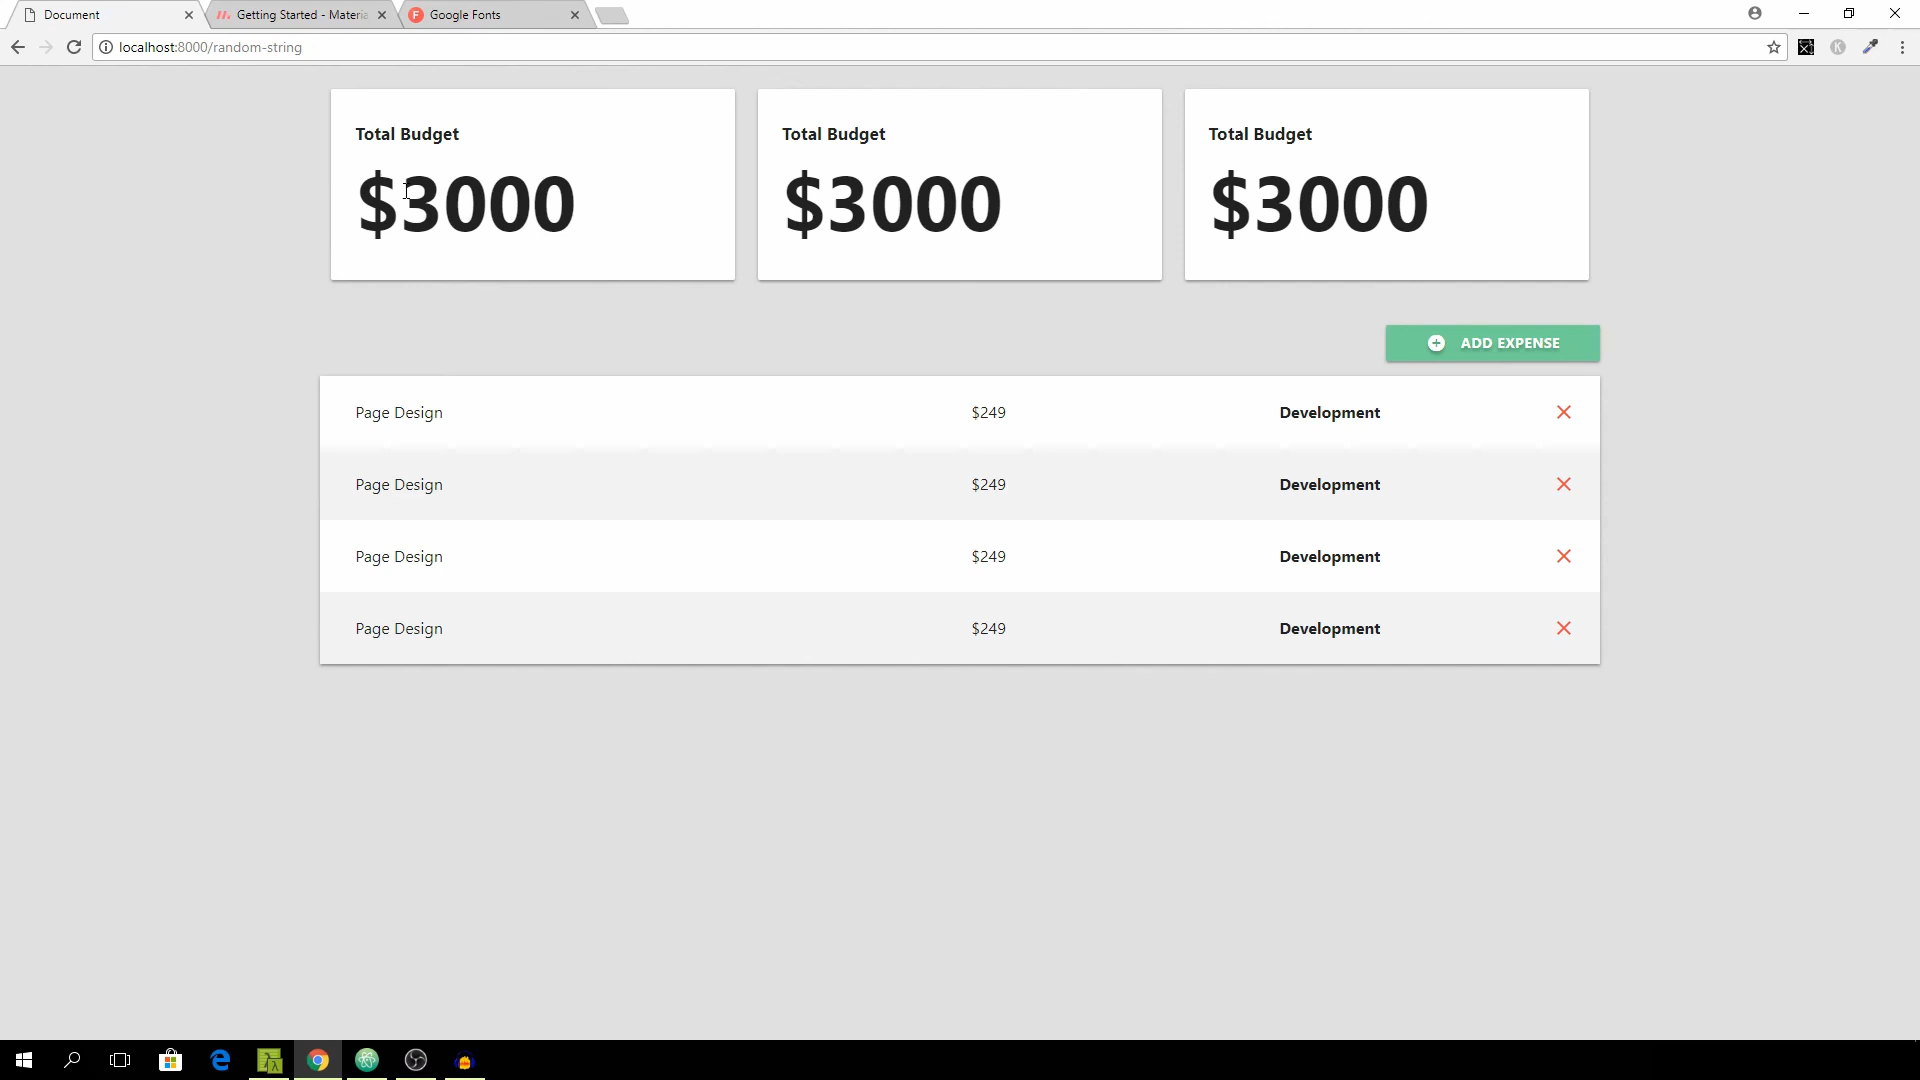 Document
Getting Started - Materia
Google Fonts
localhost:8000/random-string
Total Budget
$3000
Total Budget
$3000
Total Budget
$3000
ADD EXPENSE
Page Design $249 Development
Page Design $249 Development
Page Design $249 Development
Page Design $249 Development